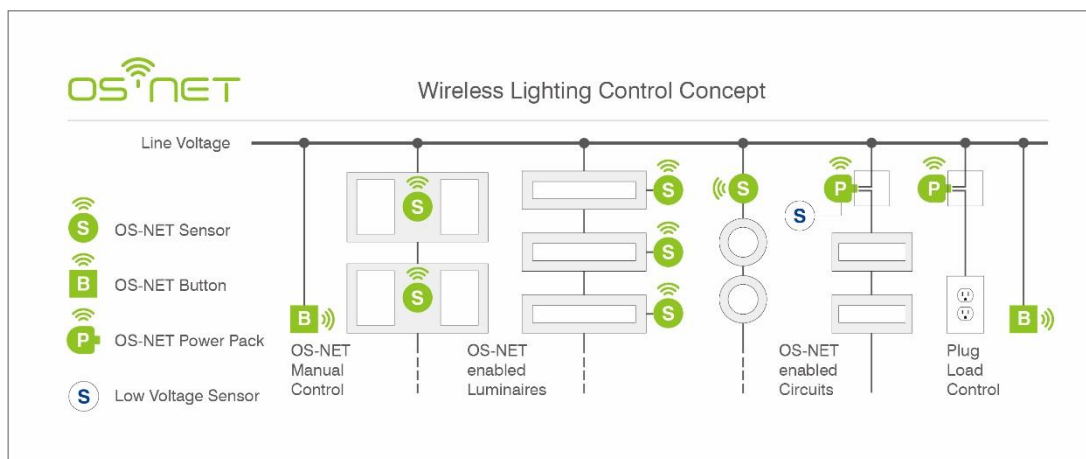 OS-NET
Wireless Lighting Control Concept
Line Voltage
S OS-NET Sensor
B OS-NET Button
P OS-NET Power Pack
S Low Voltage Sensor
S
S
S
S
S
S
P
S
P
B
B
OS-NET
Manual
Control
OS-NET
enabled
Luminaires
OS-NET
enabled
Circuits
Plug
Load
Control